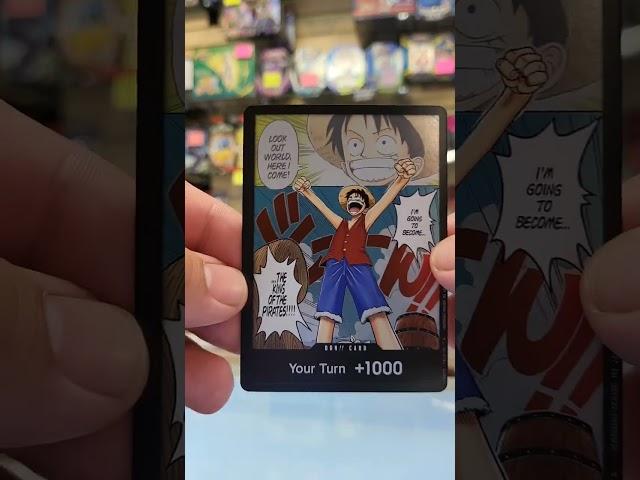 LOOK
OUT
WORLD,
HERE I
COME!
I'M
GOING
TO
BECOME...
...THE
KING
OF THE
PIRATES!!!!
DON!! CARD
Your Turn +1000
I'M
GOING
TO
BECOME...